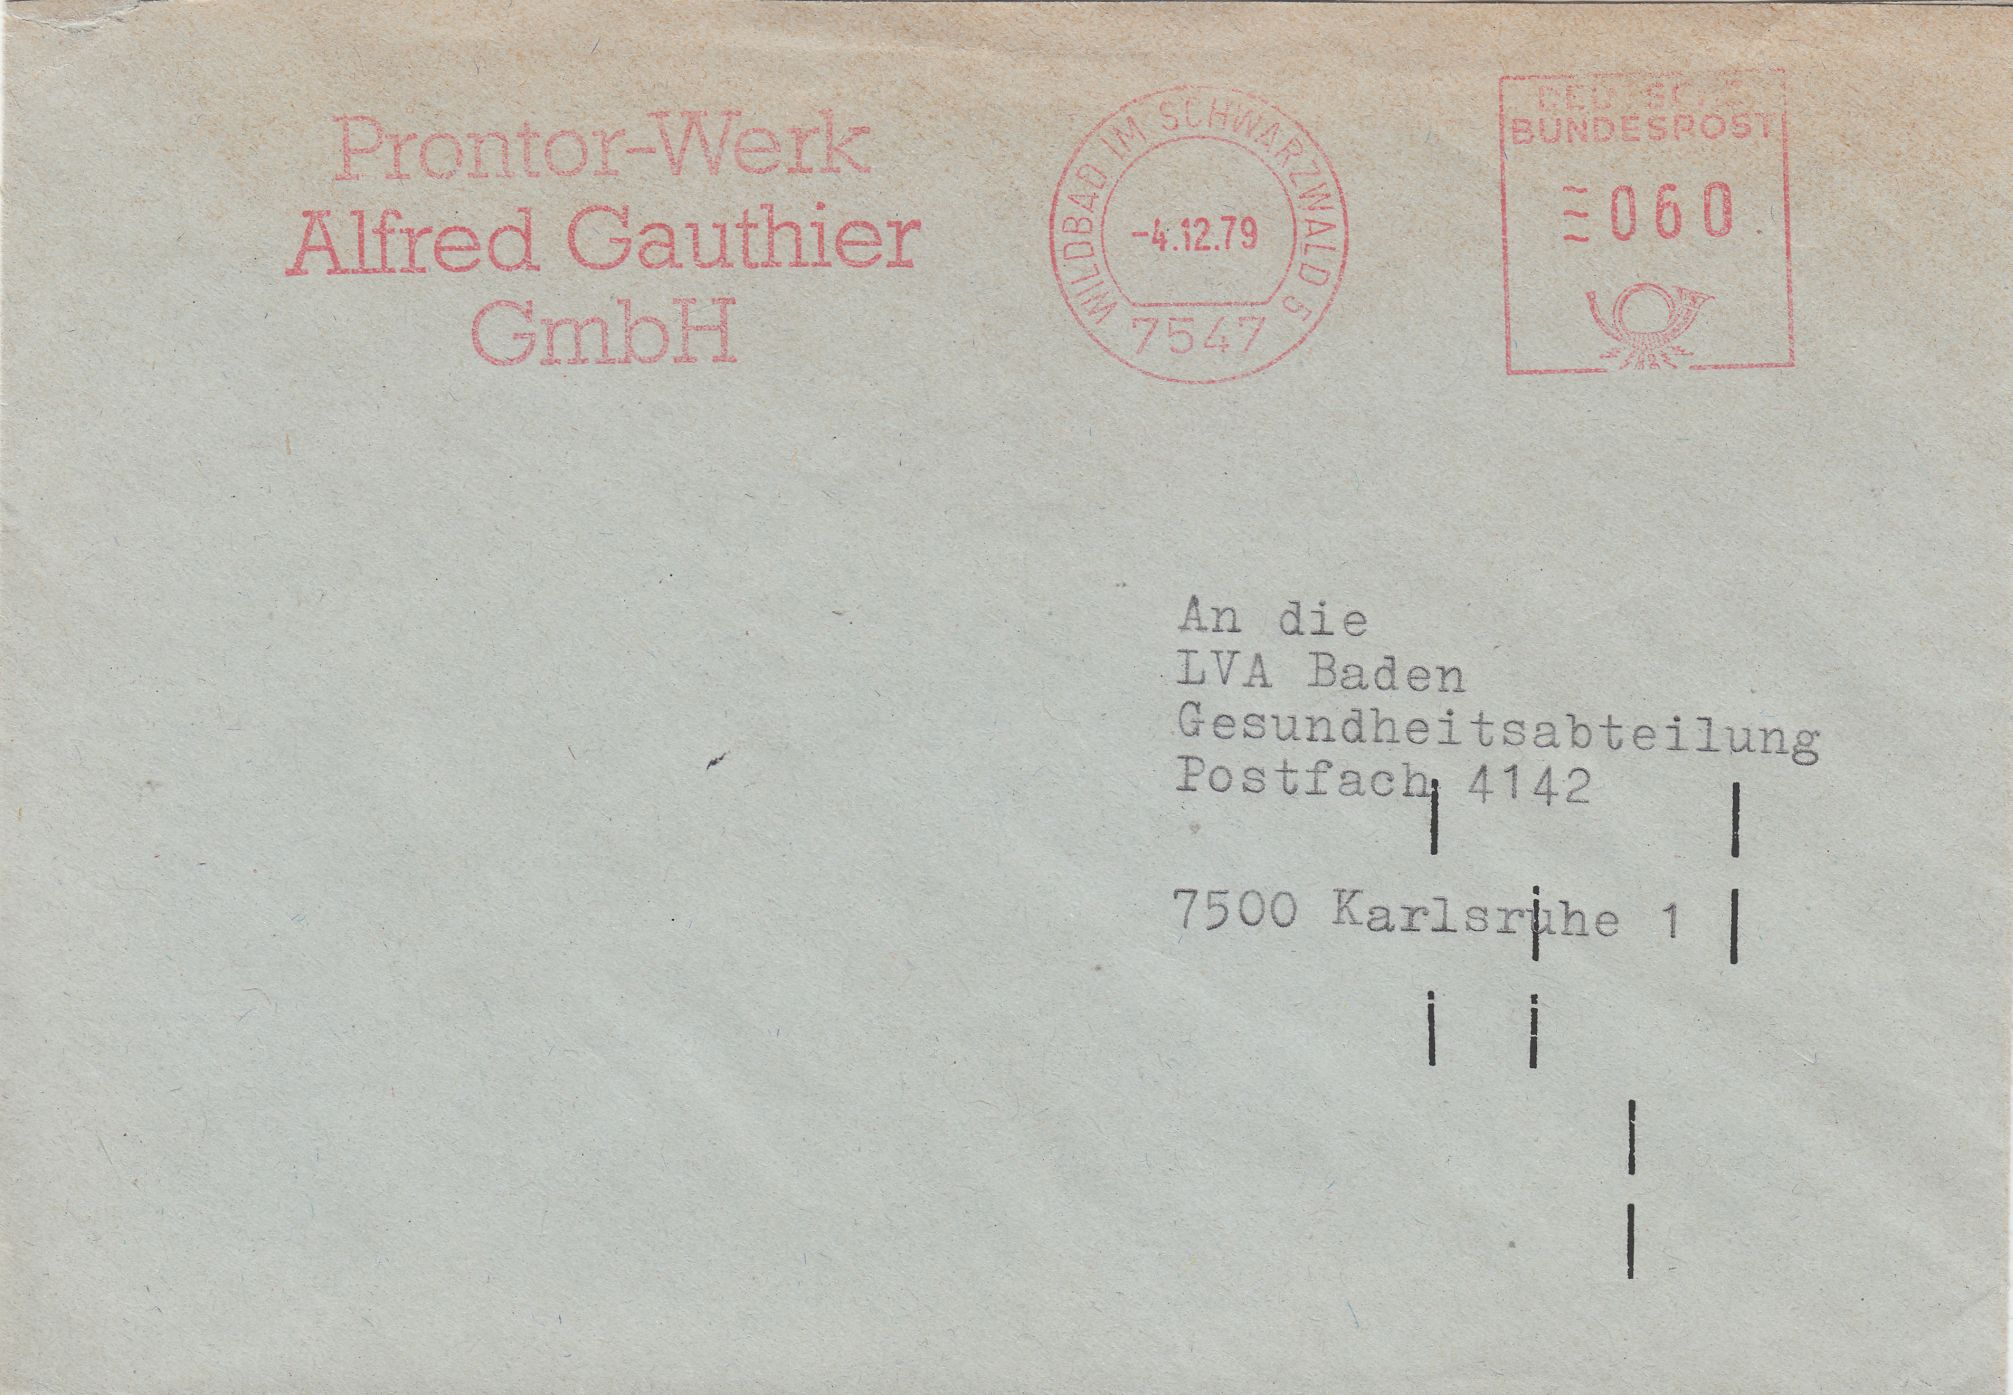 Prontor-Werk
Alfred Gauthier
GmbH
WILDBAD IM SCHWARZWALD 5
-4.12.79
7547
DEUTSCHE
BUNDESPOST
060
An die
LVA Baden
Gesundheitsabteilung
Postfach 4142
7500 Karlsruhe 1